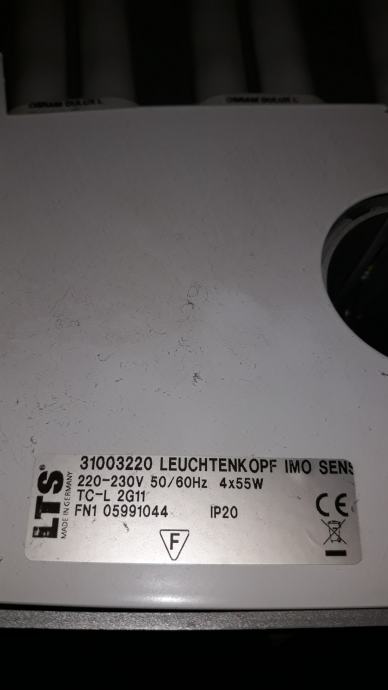 OSRAM DULUX L
OSRAM DULUX L
LTS
MADE IN GERMANY
31003220 LEUCHTENKOPF IMO SENS
220-230V 50/60Hz 4x55W
TC-L 2G11
FN1 05991044 IP20
F
CE